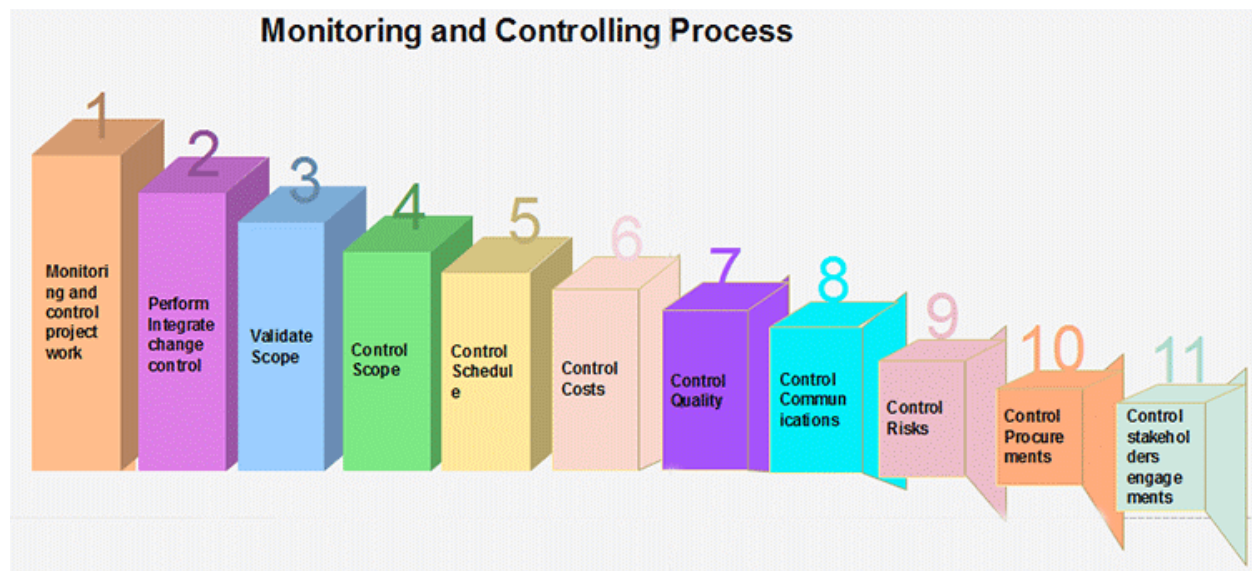 Monitoring and Controlling Process
1
Monitori
ng and
control
project
work
2
Perform
Integrate
change
control
3
Validate
Scope
4
Control
Scope
5
Control
Schedul
e
6
Control
Costs
7
Control
Quality
8
Control
Commun
ications
9
Control
Risks
10
Control
Procure
ments
11
Control
stakehol
ders
engage
ments